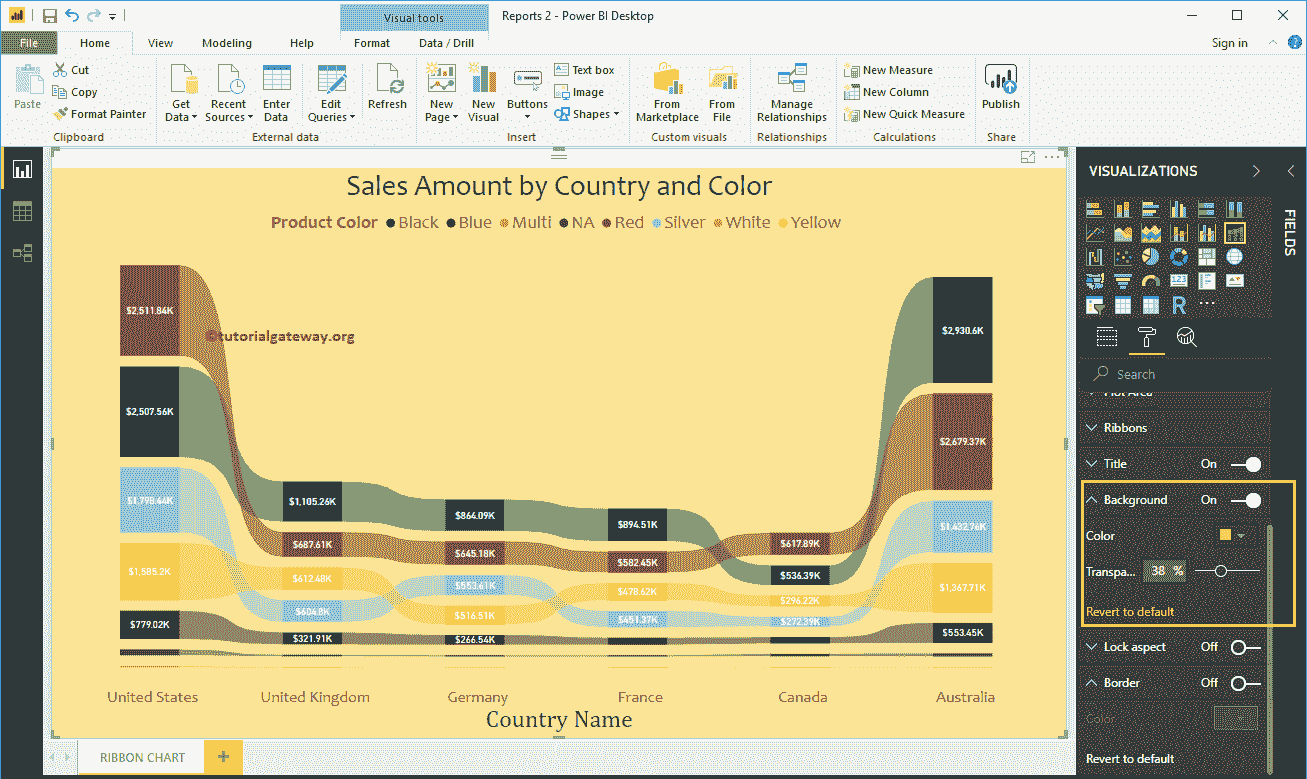 Visual tools
Reports 2 - Power BI Desktop
File Home View Modeling Help Format Data / Drill Sign in
Paste
Cut
Copy
Format Painter
Get Data
Recent Sources
Enter Data
Edit Queries
Refresh
New Page
New Visual
Buttons
Text box
Image
Shapes
From Marketplace
From File
Manage Relationships
New Measure
New Column
New Quick Measure
Publish
Clipboard External data Insert Custom visuals Relationships Calculations Share
Sales Amount by Country and Color
Product Color Black Blue Multi NA Red Silver White Yellow
©tutorialgateway.org
$2,511.84K
$2,507.56K
$1,798.44K
$1,585.2K
$779.02K
$1,105.26K
$687.61K
$612.48K
$604.8K
$321.91K
$864.09K
$645.18K
$553.61K
$516.51K
$266.54K
$894.51K
$582.45K
$478.62K
$451.37K
$617.89K
$536.39K
$296.22K
$272.39K
$2,930.6K
$2,679.37K
$1,432.76K
$1,367.71K
$553.45K
United States United Kingdom Germany France Canada Australia
Country Name
RIBBON CHART +
VISUALIZATIONS
FIELDS
123
R
Search
Plot Area
Ribbons
Title On
Background On
Color
Transpa... 38 %
Revert to default
Lock aspect Off
Border Off
Color
Revert to default